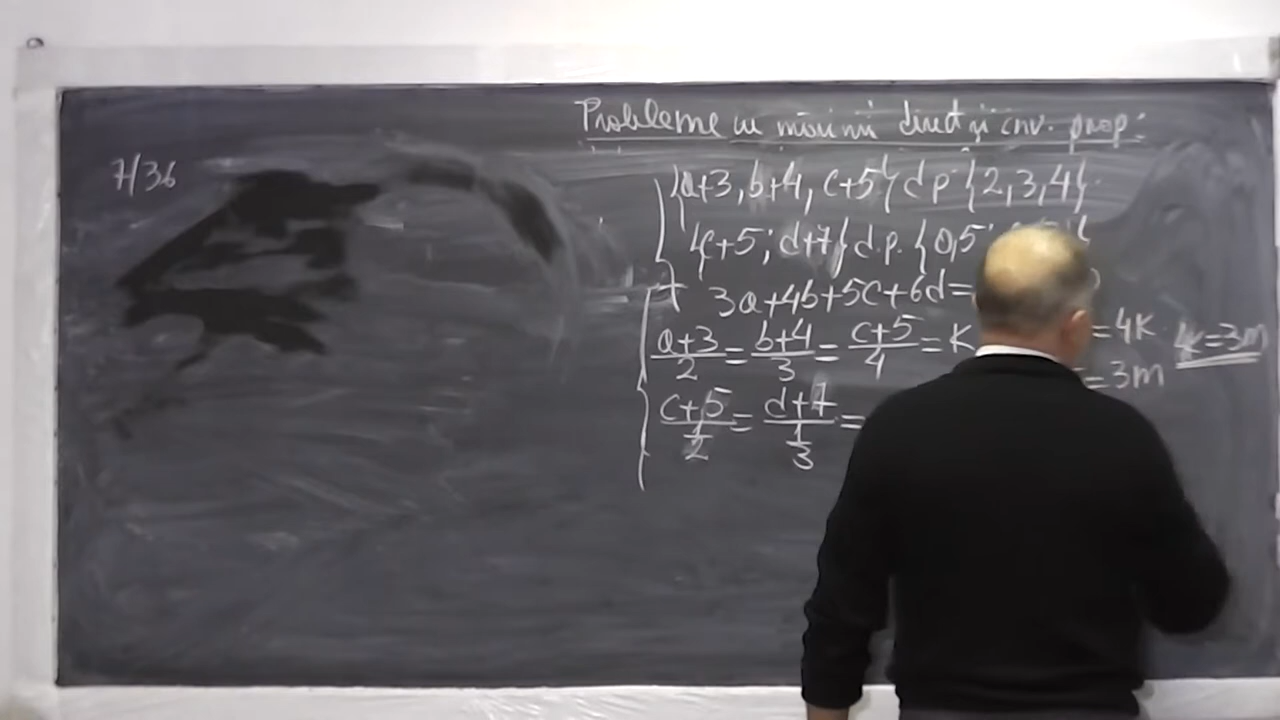 Probleme cu mărimi direct și inv. prop:
7/36
{a+3, b+4, c+5} d p {2,3,4}
{c+5; d+7} d.p. {0,5
3a+4b+5c+6d=
a+3/2 = b+4/3 = c+5/4 = K
=4K 4K=3m
=3m
c+5/(1/2) = d+7/(1/3) =